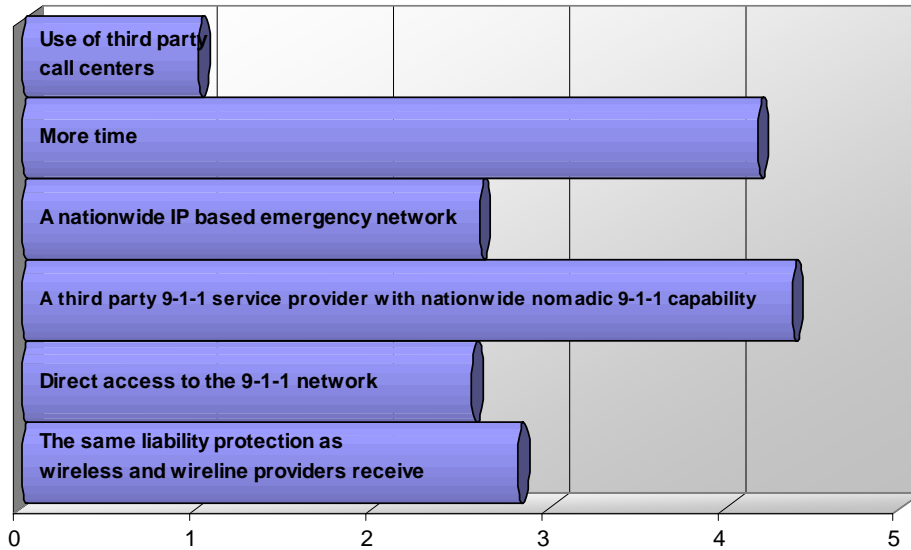 Use of third party
call centers
More time
A nationwide IP based emergency network
A third party 9-1-1 service provider with nationwide nomadic 9-1-1 capability
Direct access to the 9-1-1 network
The same liability protection as
wireless and wireline providers receive
0 1 2 3 4 5